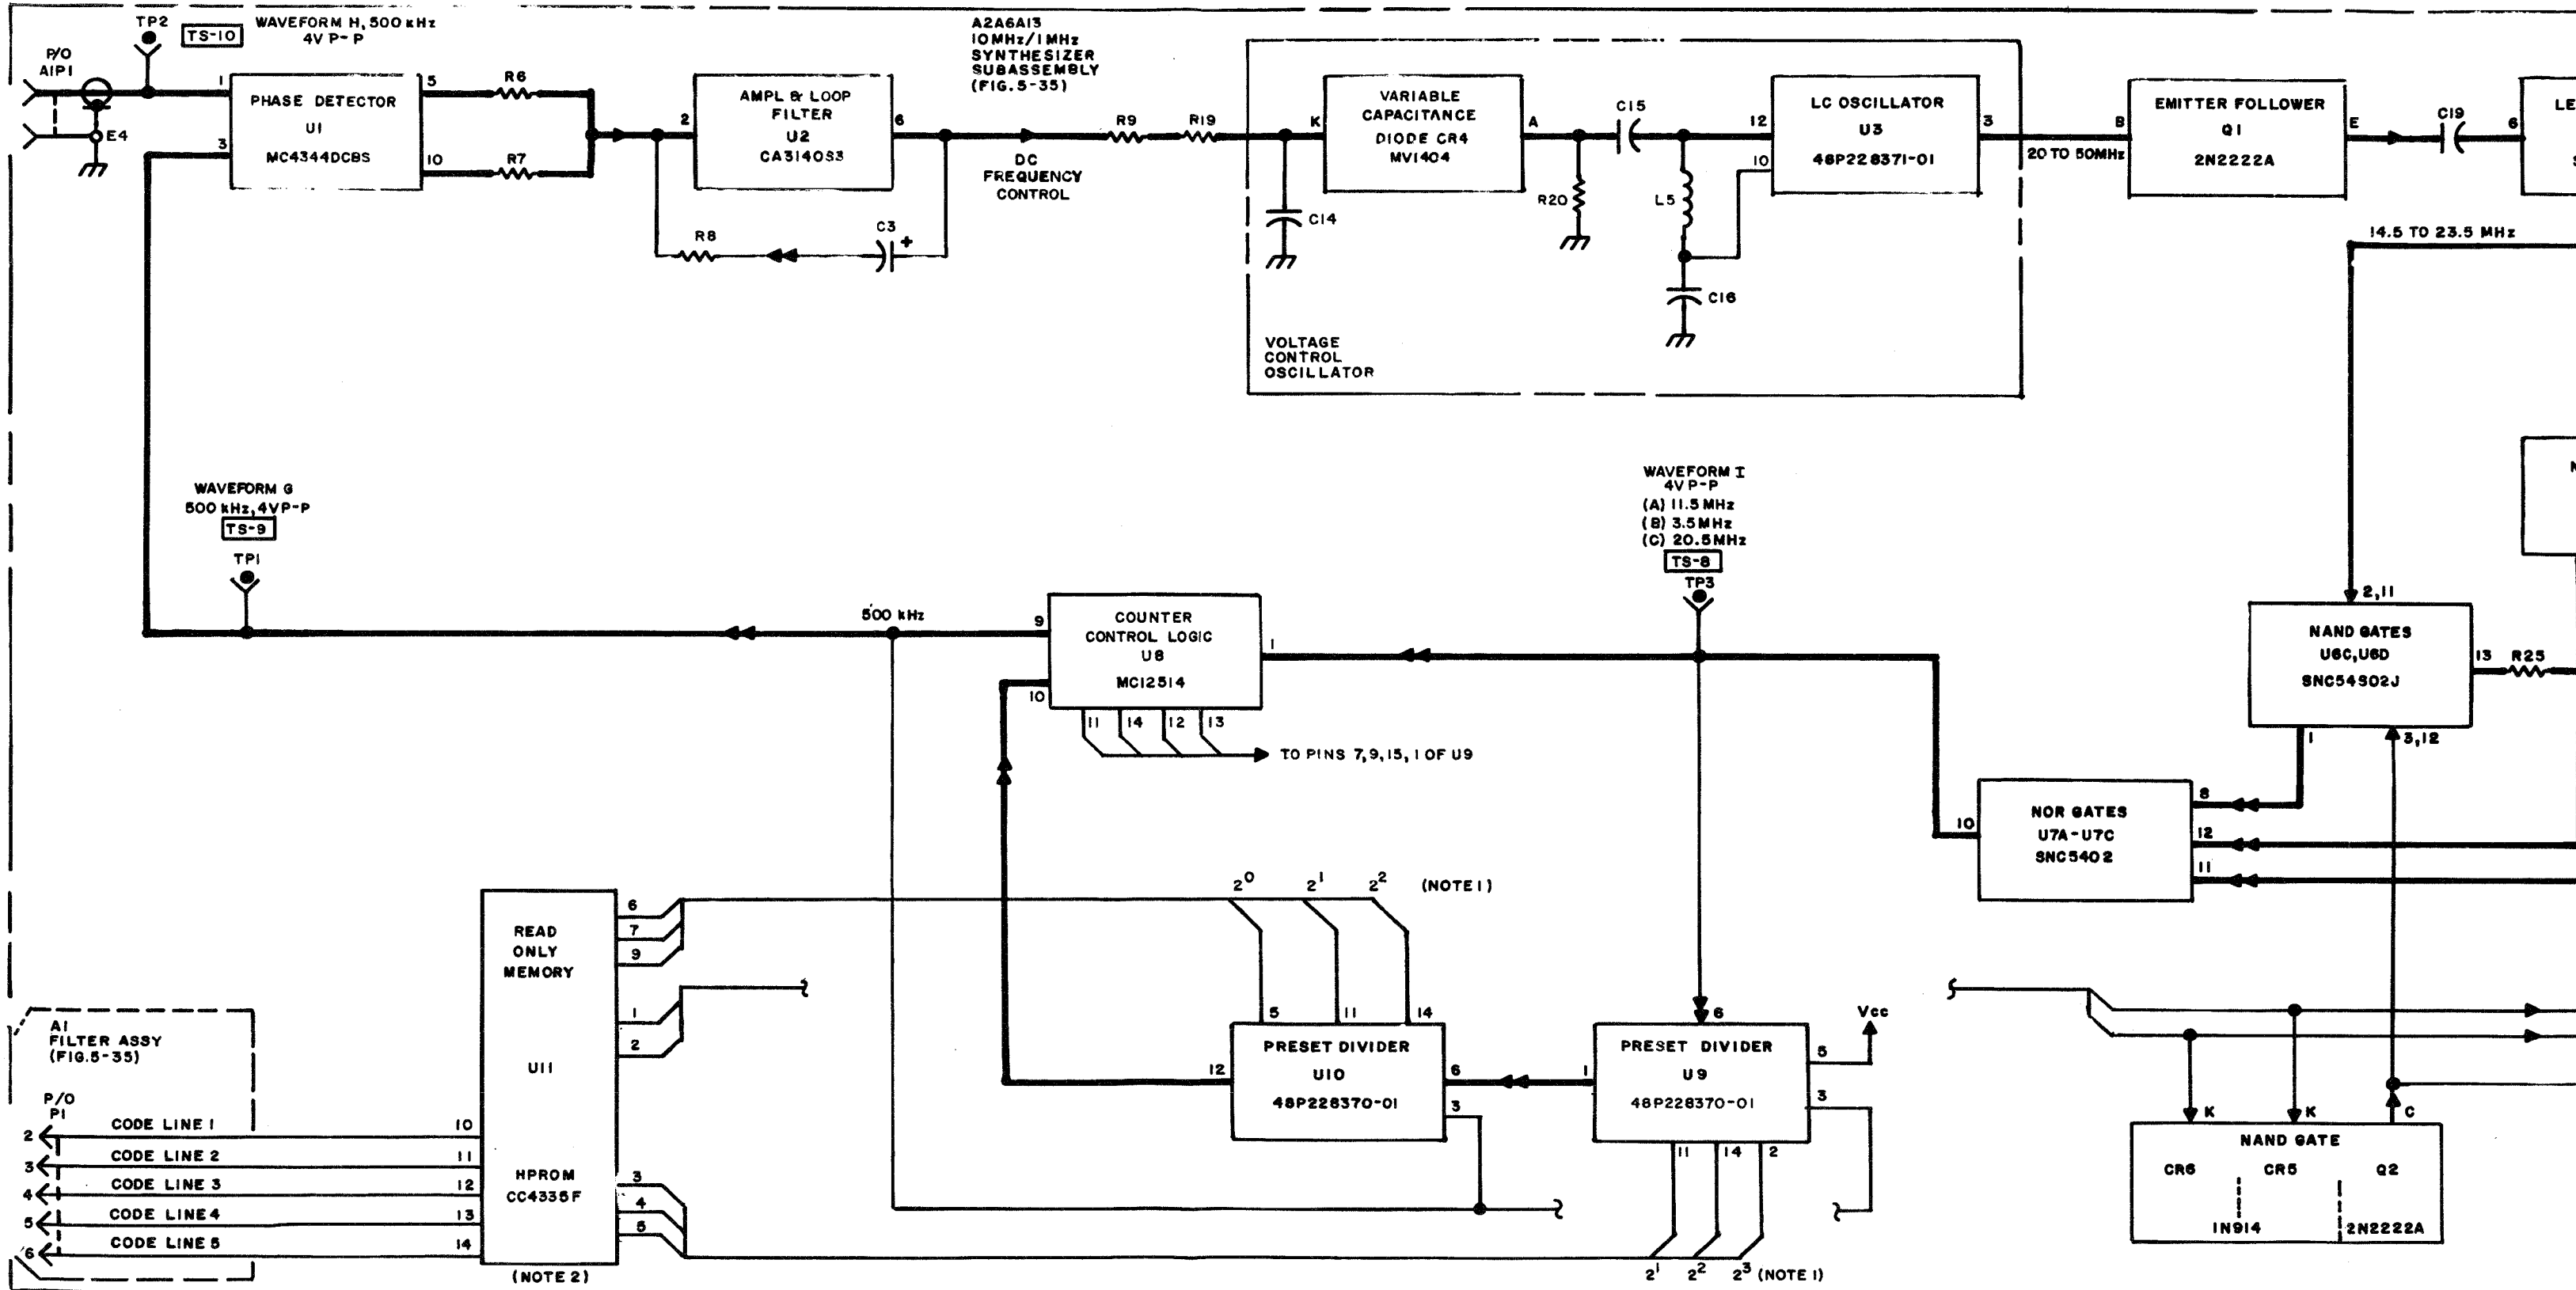 TP2
TS-10
WAVEFORM H, 500 kHz
4V P-P
P/O
A1P1
E4
1
3
PHASE DETECTOR
U1
MC4344DCBS
5
10
R6
R7
2
AMPL & LOOP
FILTER
U2
CA3140S3
6
R8
C3
+
A2A6A13
10MHz/1MHz
SYNTHESIZER
SUBASSEMBLY
(FIG.5-35)
DC
FREQUENCY
CONTROL
R9
R19
C14
K
VARIABLE
CAPACITANCE
DIODE CR4
MV1404
A
R20
C15
L5
C16
12
10
LC OSCILLATOR
U3
48P228371-01
3
VOLTAGE
CONTROL
OSCILLATOR
20 TO 50MHz
B
EMITTER FOLLOWER
Q1
2N2222A
E
C19
6
LE
14.5 TO 23.5 MHz
WAVEFORM G
500 kHz, 4VP-P
TS-9
TP1
500 kHz
9
10
COUNTER
CONTROL LOGIC
U8
MC12514
1
11
14
12
13
TO PINS 7,9,15,1 OF U9
WAVEFORM I
4V P-P
(A) 11.5 MHz
(B) 3.5MHz
(C) 20.5MHz
TS-8
TP3
2,11
NAND GATES
U6C,U6D
SNC54S02J
13
R25
1
3,12
10
NOR GATES
U7A-U7C
SNC5402
8
12
11
READ
ONLY
MEMORY
U11
HPROM
CC4335F
(NOTE 2)
6
7
9
1
2
3
4
5
10
11
12
13
14
2⁰
2¹
2²
(NOTE 1)
5
11
14
PRESET DIVIDER
U10
48P228370-01
12
6
3
6
PRESET DIVIDER
U9
48P228370-01
1
5
3
Vcc
11
14
2
2¹
2²
2³ (NOTE 1)
A1
FILTER ASSY
(FIG.5-35)
P/O
P1
2
CODE LINE 1
3
CODE LINE 2
4
CODE LINE 3
5
CODE LINE 4
6
CODE LINE 5
K
K
C
NAND GATE
CR6
CR5
Q2
1N914
2N2222A